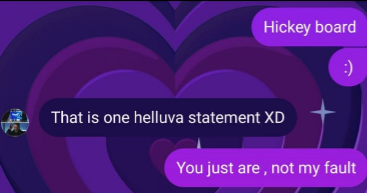 Hickey board
:)
That is one helluva statement XD
You just are , not my fault